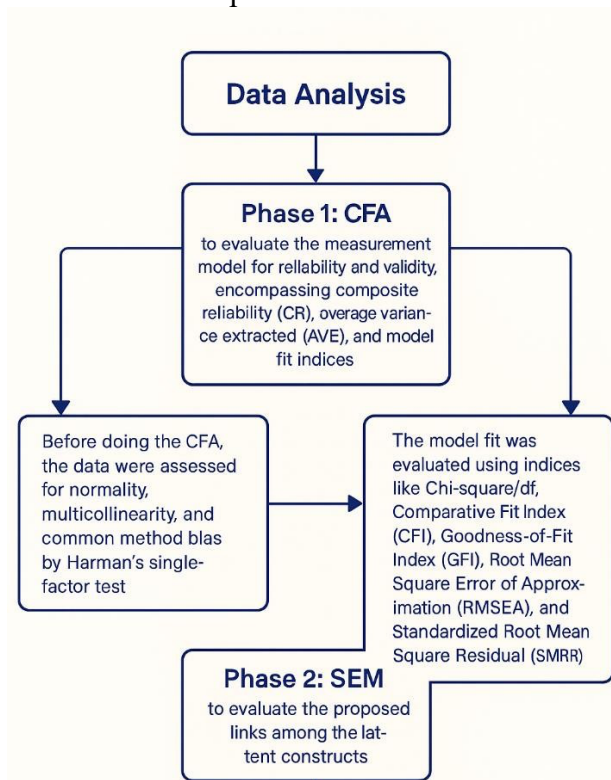 Data Analysis
Phase 1: CFA
to evaluate the measurement
model for rellability and validity,
encompassing composite
reliability (CR), overage varian-
ce extracted (AVE), and model
fit indices
Before doing the CFA,
the data were assessed
for normality,
multicollinearity, and
common method blas
by Harman's single-
factor test
The model fit was
evaluated using indices
like Chi-square/df,
Comparative Fit Index
(CFI), Goodness-of-Fit
Index (GFI), Root Mean
Square Error of Approx-
imation (RMSEA), and
Standardized Root Mean
Square Residual (SMRR)
Phase 2: SEM
to evaluate the proposed
links among the lat-
tent constructs